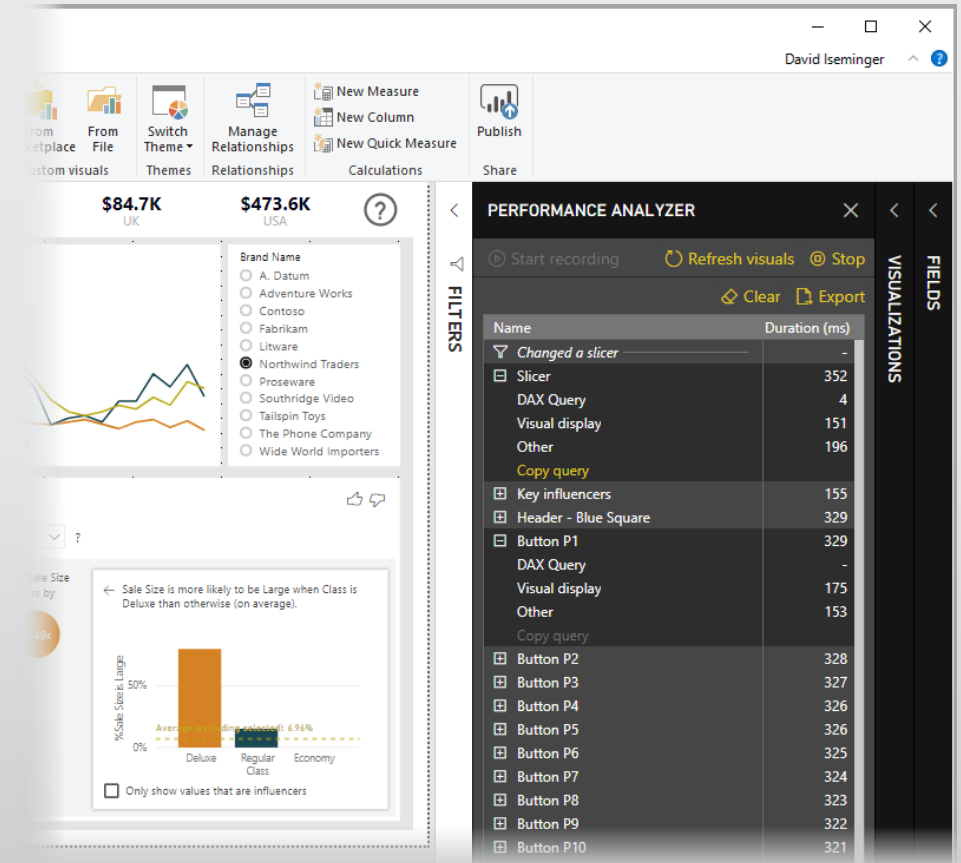 David Iseminger
?
From
File
Switch
Theme
Manage
Relationships
New Measure
New Column
New Quick Measure
Publish
Themes
Relationships
Calculations
Share
visuals
$84.7K
UK
$473.6K
USA
?
Brand Name
A. Datum
Adventure Works
Contoso
Fabrikam
Litware
Northwind Traders
Proseware
Southridge Video
Tailspin Toys
The Phone Company
Wide World Importers
?
Sale Size
by
Sale Size is more likely to be Large when Class is
Deluxe than otherwise (on average).
%Sale Size is Large
50%
0%
Average (excluding selected): 6.96%
Deluxe
Regular
Economy
Class
Only show values that are influencers
FILTERS
PERFORMANCE ANALYZER
Start recording
Refresh visuals
Stop
Clear
Export
Name Duration (ms)
Changed a slicer -
Slicer 352
DAX Query 4
Visual display 151
Other 196
Copy query
Key influencers 155
Header - Blue Square 329
Button P1 329
DAX Query -
Visual display 175
Other 153
Copy query
Button P2 328
Button P3 327
Button P4 326
Button P5 326
Button P6 325
Button P7 324
Button P8 323
Button P9 322
Button P10 321
VISUALIZATIONS
FIELDS